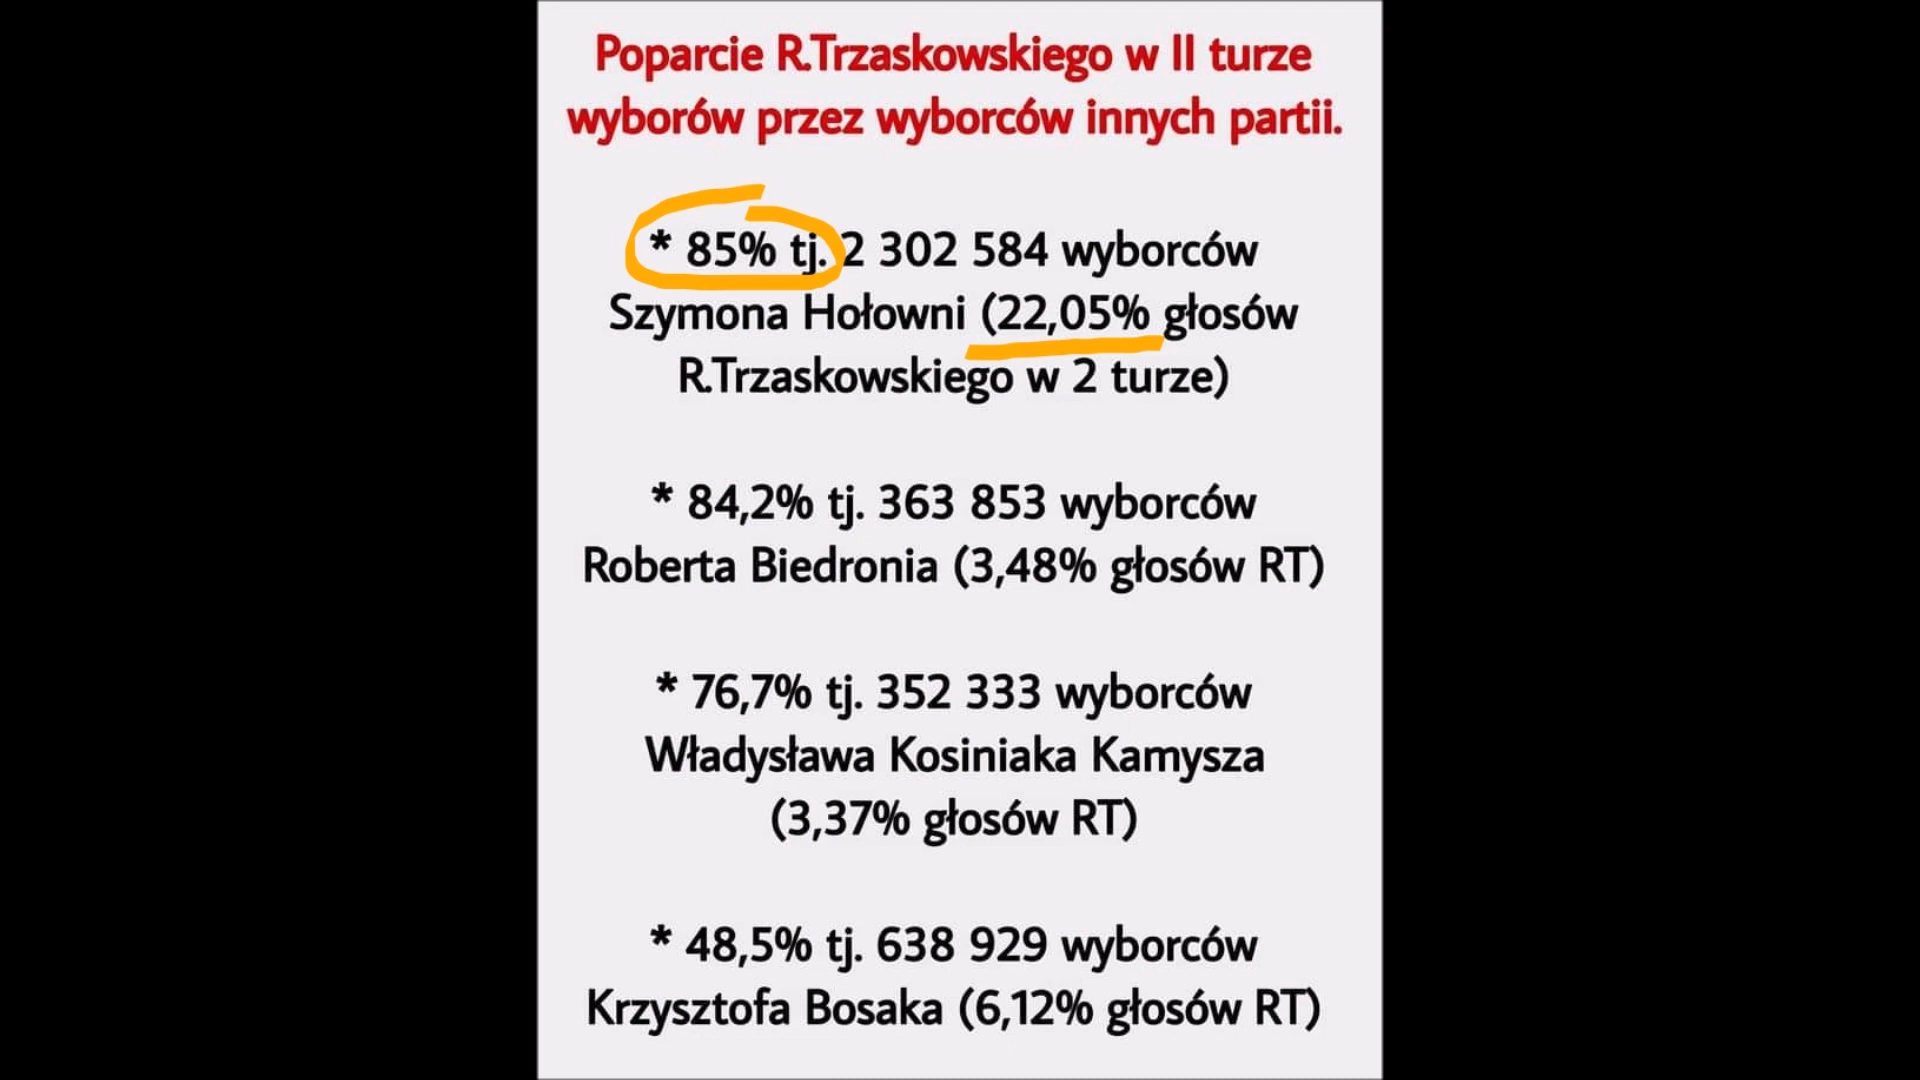 Poparcie R.Trzaskowskiego w II turze
wyborów przez wyborców innych partii.
* 85% tj. 2 302 584 wyborców
Szymona Hołowni (22,05% głosów
R.Trzaskowskiego w 2 turze)
* 84,2% tj. 363 853 wyborców
Roberta Biedronia (3,48% głosów RT)
* 76,7% tj. 352 333 wyborców
Władysława Kosiniaka Kamysza
(3,37% głosów RT)
* 48,5% tj. 638 929 wyborców
Krzysztofa Bosaka (6,12% głosów RT)